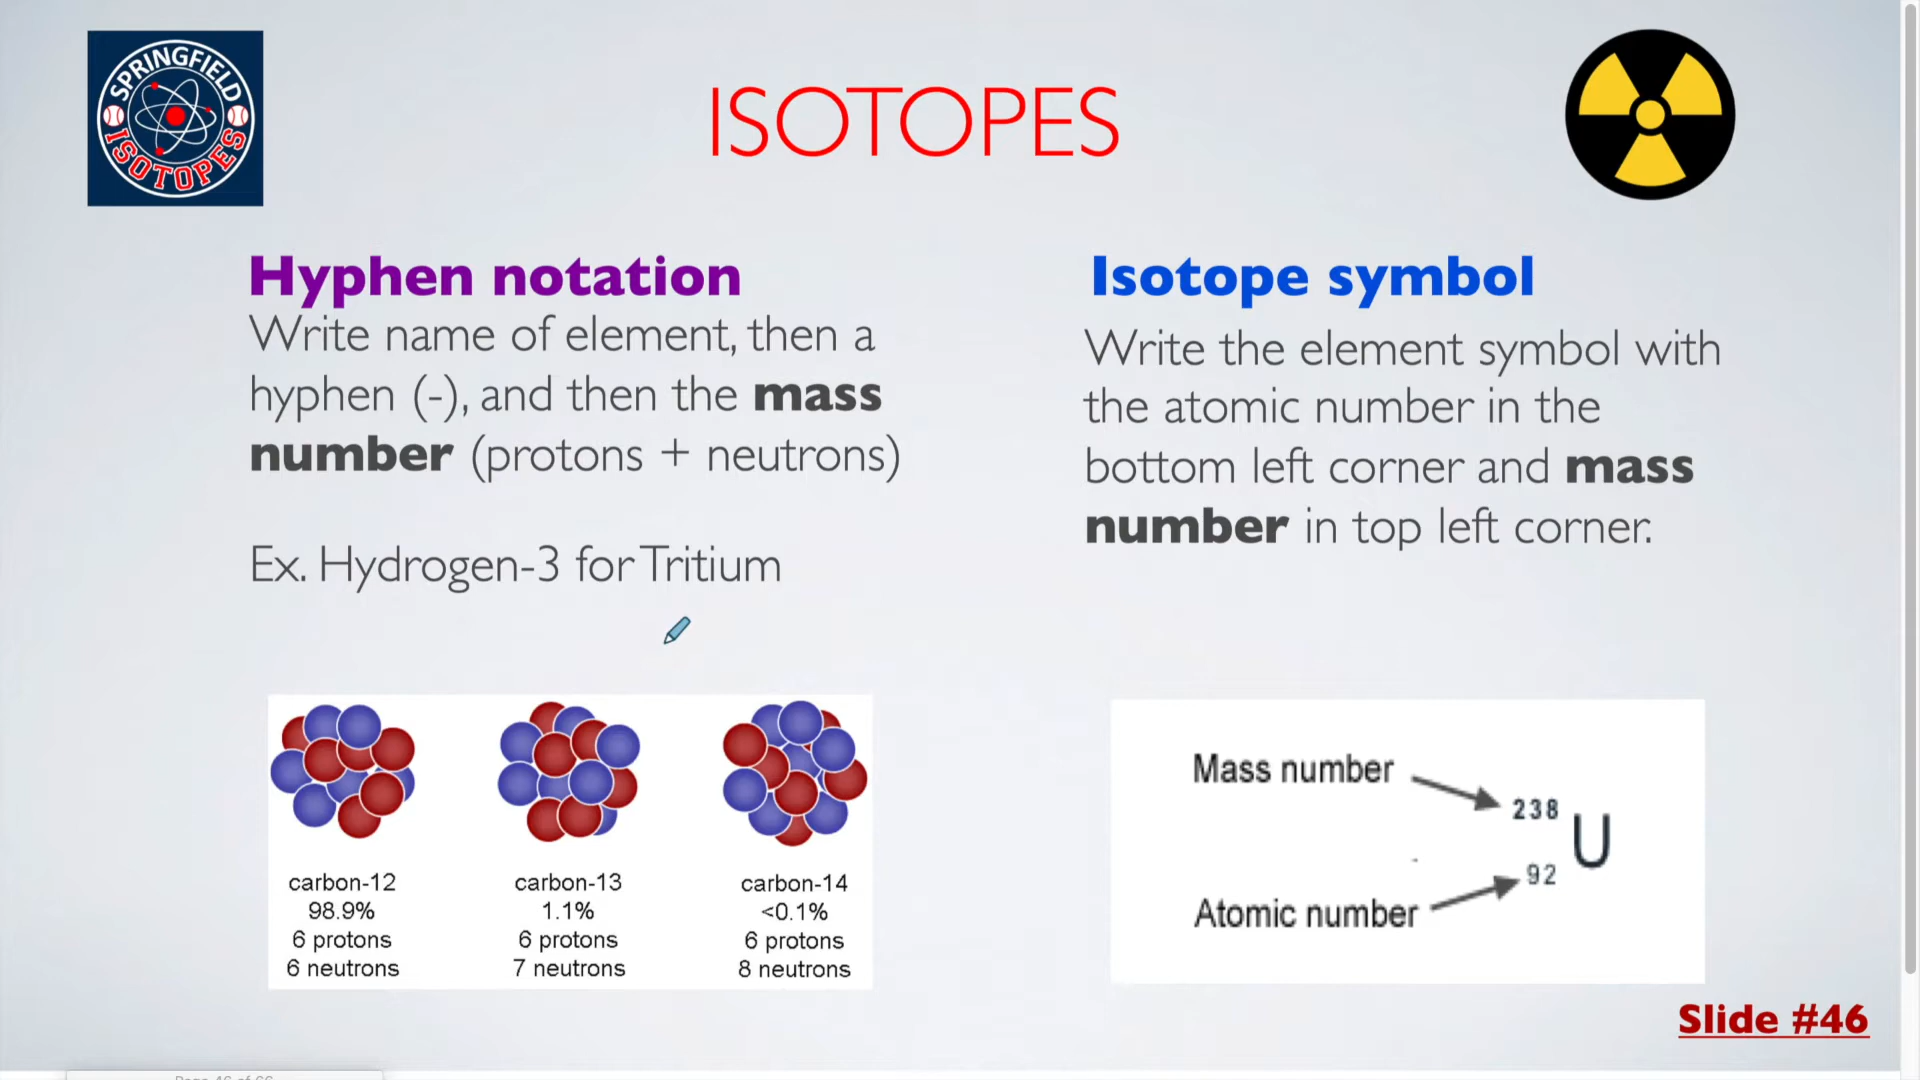 SPRINGFIELD
ISOTOPES
ISOTOPES
Hyphen notation
Write name of element, then a
hyphen (-), and then the mass
number (protons + neutrons)
Ex. Hydrogen-3 for Tritium
Isotope symbol
Write the element symbol with
the atomic number in the
bottom left corner and mass
number in top left corner.
carbon-12
98.9%
6 protons
6 neutrons
carbon-13
1.1%
6 protons
7 neutrons
carbon-14
<0.1%
6 protons
8 neutrons
Mass number
238
U
92
Atomic number
Slide #46
Page 46 of 66